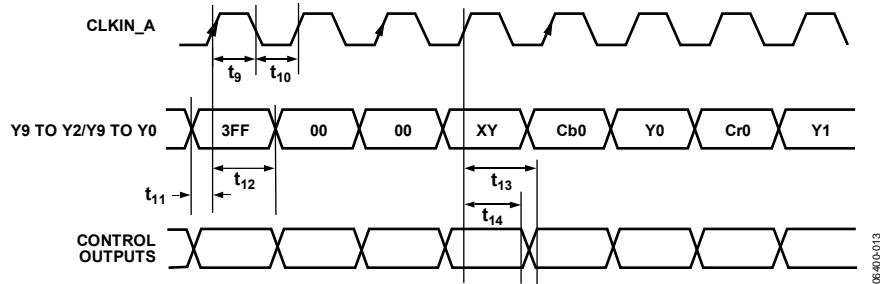 CLKIN_A
t9
t10
Y9 TO Y2/Y9 TO Y0
3FF
00
00
XY
Cb0
Y0
Cr0
Y1
t12
t13
t11
t14
CONTROL
OUTPUTS
06400-013